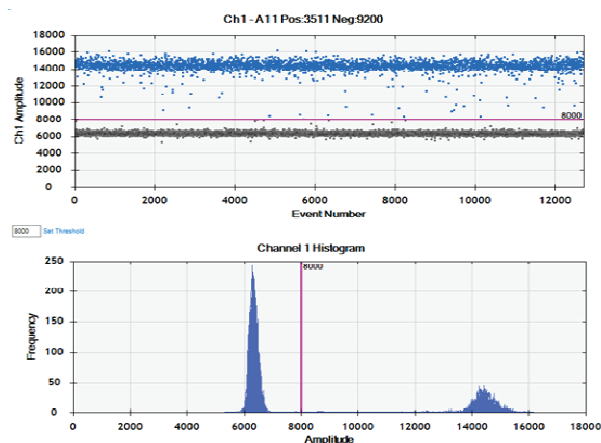 Ch1 - A11 Pos:3511 Neg:9200
18000
16000
14000
12000
10000
8000
6000
4000
2000
0
Ch1 Amplitude
8000
0 2000 4000 6000 8000 10000 12000
Event Number
8000 Set Threshold
Channel 1 Histogram
250
200
150
100
50
0
Frequency
8000
0 2000 4000 6000 8000 10000 12000 14000 16000 18000
Amplitude